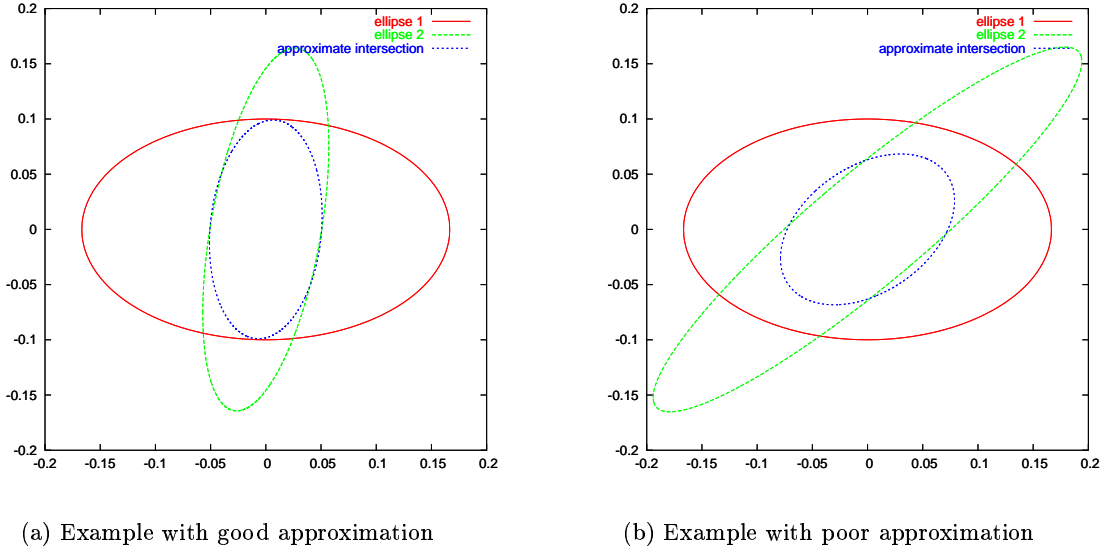 0.2
0.15
0.1
0.05
0
-0.05
-0.1
-0.15
-0.2
-0.2 -0.15 -0.1 -0.05 0 0.05 0.1 0.15 0.2
ellipse 1
ellipse 2
approximate intersection
(a) Example with good approximation
0.2
0.15
0.1
0.05
0
-0.05
-0.1
-0.15
-0.2
-0.2 -0.15 -0.1 -0.05 0 0.05 0.1 0.15 0.2
ellipse 1
ellipse 2
approximate intersection
(b) Example with poor approximation